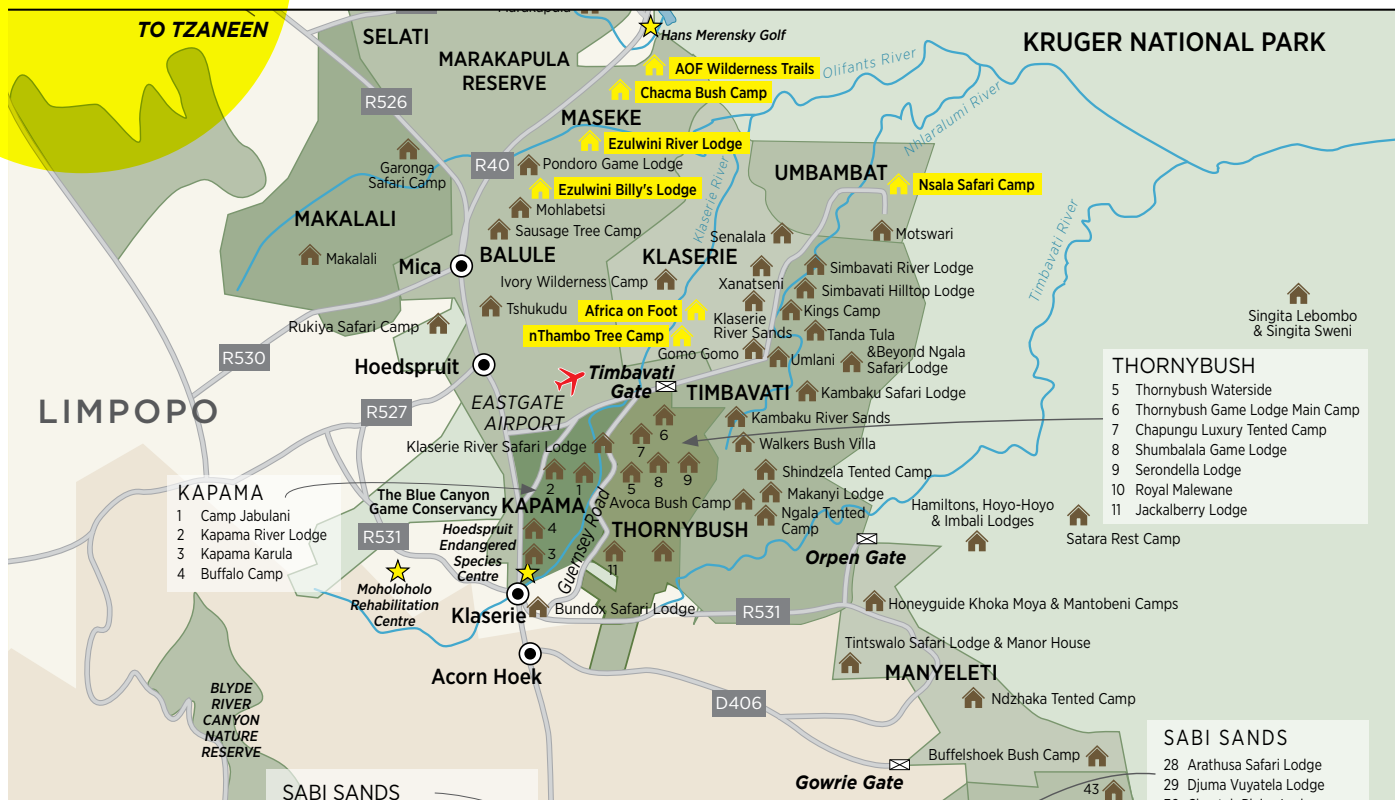 TO TZANEEN
SELATI
MARAKAPULA
RESERVE
Hans Merensky Golf
KRUGER NATIONAL PARK
AOF Wilderness Trails
Olifants River
Chacma Bush Camp
R526
MASEKE
Nhlaralumi River
Ezulwini River Lodge
Garonga
Safari Camp
R40
Pondoro Game Lodge
UMBAMBAT
Nsala Safari Camp
Ezulwini Billy's Lodge
Klaserie River
MAKALALI
Mohlabetsi
Sausage Tree Camp
Senalala
Motswari
Timbavati River
Makalali
Mica
BALULE
KLASERIE
Simbavati River Lodge
Ivory Wilderness Camp
Xanatseni
Simbavati Hilltop Lodge
Tshukudu
Africa on Foot
Klaserie
River Sands
Kings Camp
Singita Lebombo
& Singita Sweni
Rukiya Safari Camp
nThambo Tree Camp
Tanda Tula
R530
Gomo Gomo
Umlani
&Beyond Ngala
Safari Lodge
Hoedspruit
Timbavati
Gate
TIMBAVATI
Kambaku Safari Lodge
THORNYBUSH
5 Thornybush Waterside
6 Thornybush Game Lodge Main Camp
7 Chapungu Luxury Tented Camp
8 Shumbalala Game Lodge
9 Serondella Lodge
10 Royal Malewane
11 Jackalberry Lodge
LIMPOPO
R527
EASTGATE
AIRPORT
Kambaku River Sands
6
Klaserie River Safari Lodge
7
Walkers Bush Villa
2
1
5
8
9
Shindzela Tented Camp
KAPAMA
1 Camp Jabulani
2 Kapama River Lodge
3 Kapama Karula
4 Buffalo Camp
The Blue Canyon
Game Conservancy
KAPAMA
Avoca Bush Camp
Makanyi Lodge
Ngala Tented
Camp
Hamiltons, Hoyo-Hoyo
& Imbali Lodges
Satara Rest Camp
R531
Hoedspruit
Endangered
Species
Centre
4
3
Guernsey Road
THORNYBUSH
11
Orpen Gate
Moholoholo
Rehabilitation
Centre
Klaserie
Bundox Safari Lodge
R531
Honeyguide Khoka Moya & Mantobeni Camps
Tintswalo Safari Lodge & Manor House
Acorn Hoek
MANYELETI
BLYDE
RIVER
CANYON
NATURE
RESERVE
D406
Ndzhaka Tented Camp
Buffelshoek Bush Camp
Gowrie Gate
43
SABI SANDS
28 Arathusa Safari Lodge
29 Djuma Vuyatela Lodge
SABI SANDS